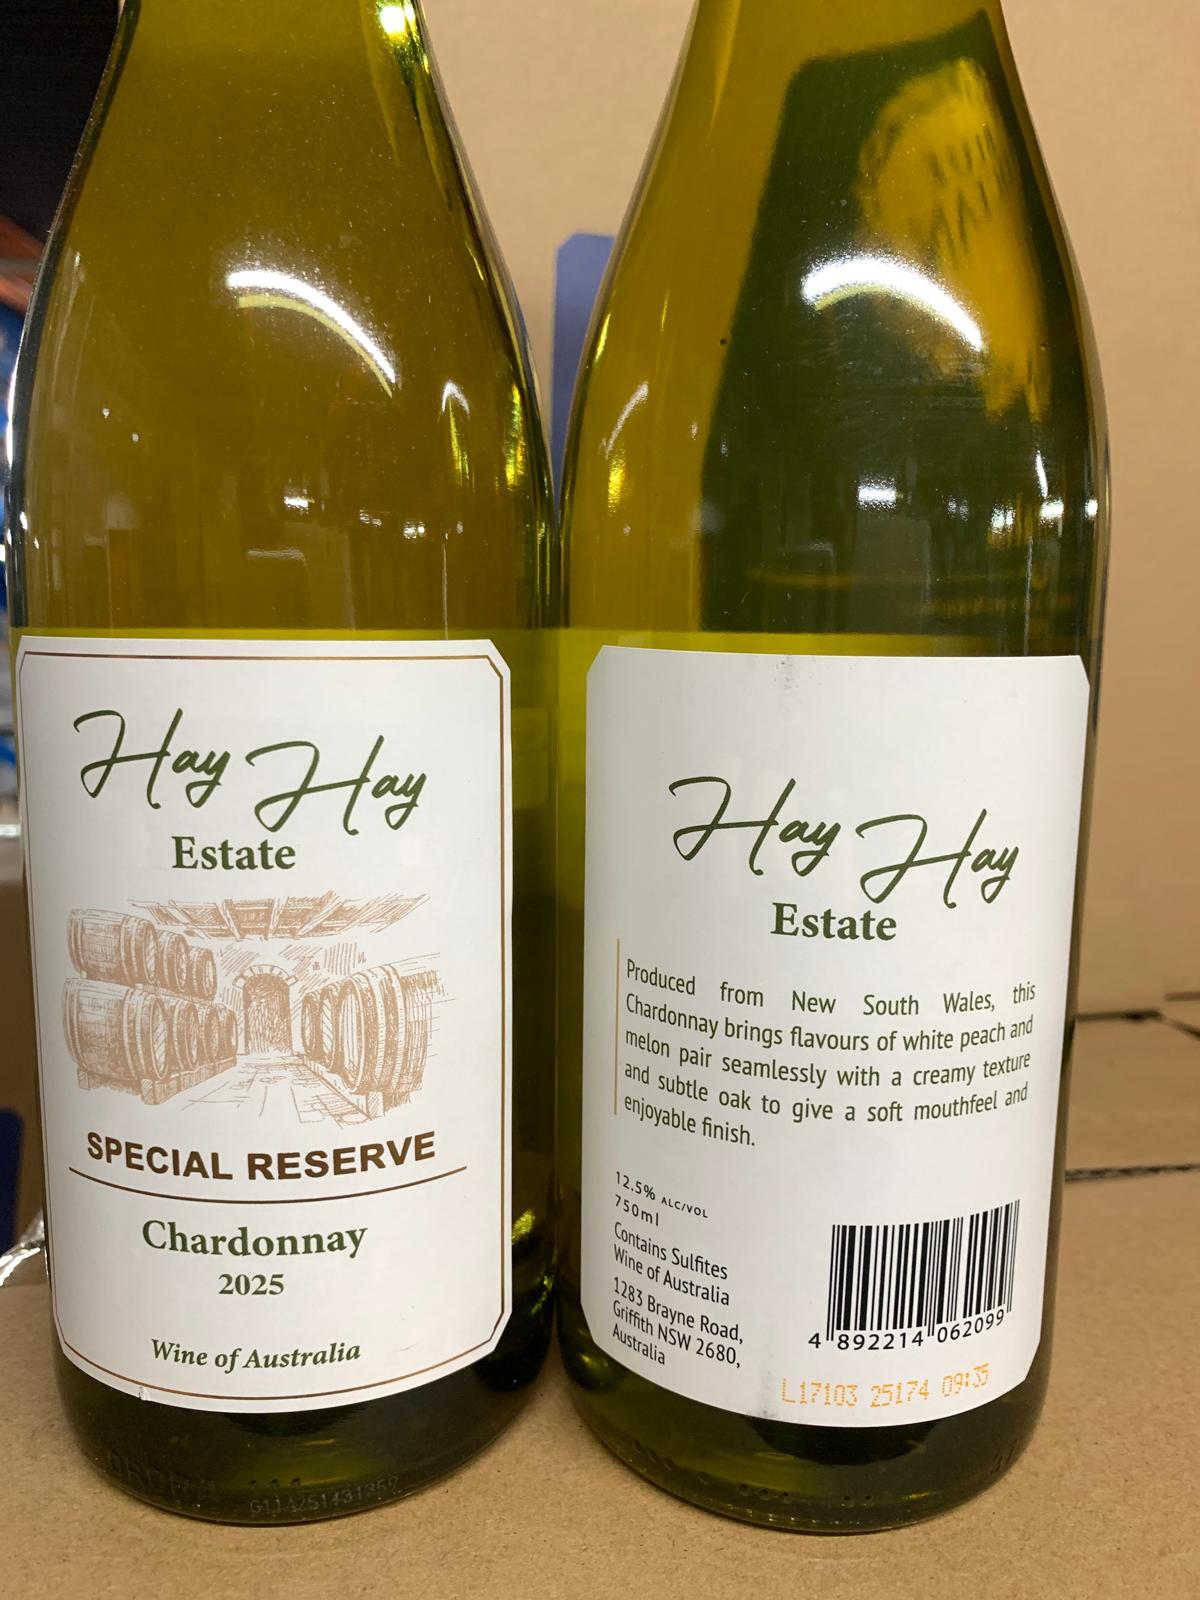 Hay Hay
Estate
SPECIAL RESERVE
Chardonnay
2025
Wine of Australia
Hay Hay
Estate
Produced from New South Wales, this
Chardonnay brings flavours of white peach and
melon pair seamlessly with a creamy texture
and subtle oak to give a soft mouthfeel and
enjoyable finish.
12.5% ALC/VOL
750ml
Contains Sulfites
Wine of Australia
1283 Brayne Road,
Griffith NSW 2680,
Australia
4 892214 062099
L17103 25174 09:35